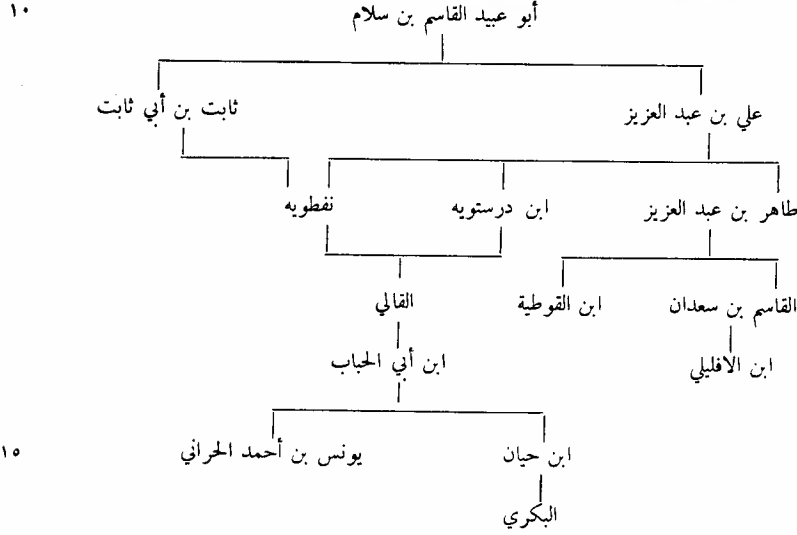 ١٠
أبو عبيد القاسم بن سلام
علي بن عبد العزيز
ثابت بن أبي ثابت
طاهر بن عبد العزيز
ابن درستويه
نفطويه
القاسم بن سعدان
ابن القوطية
القالي
ابن الافليلي
ابن أبي الحباب
ابن حيان
يونس بن أحمد الحراني
١٥
البكري